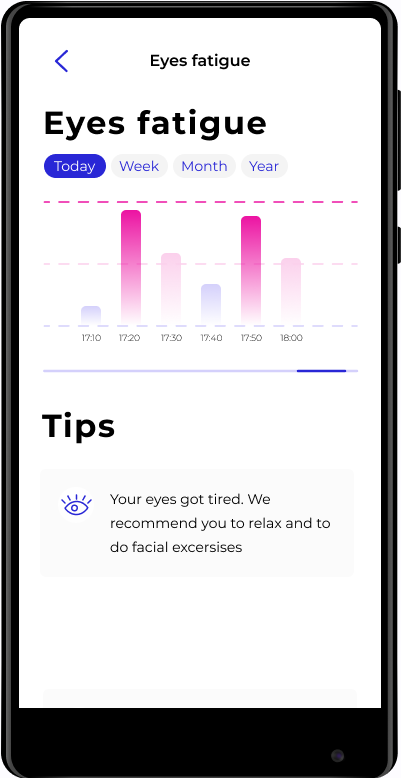 Eyes fatigue
Eyes fatigue
Today Week Month Year
17:10 17:20 17:30 17:40 17:50 18:00
Tips
Your eyes got tired. We
recommend you to relax and to
do facial excersises